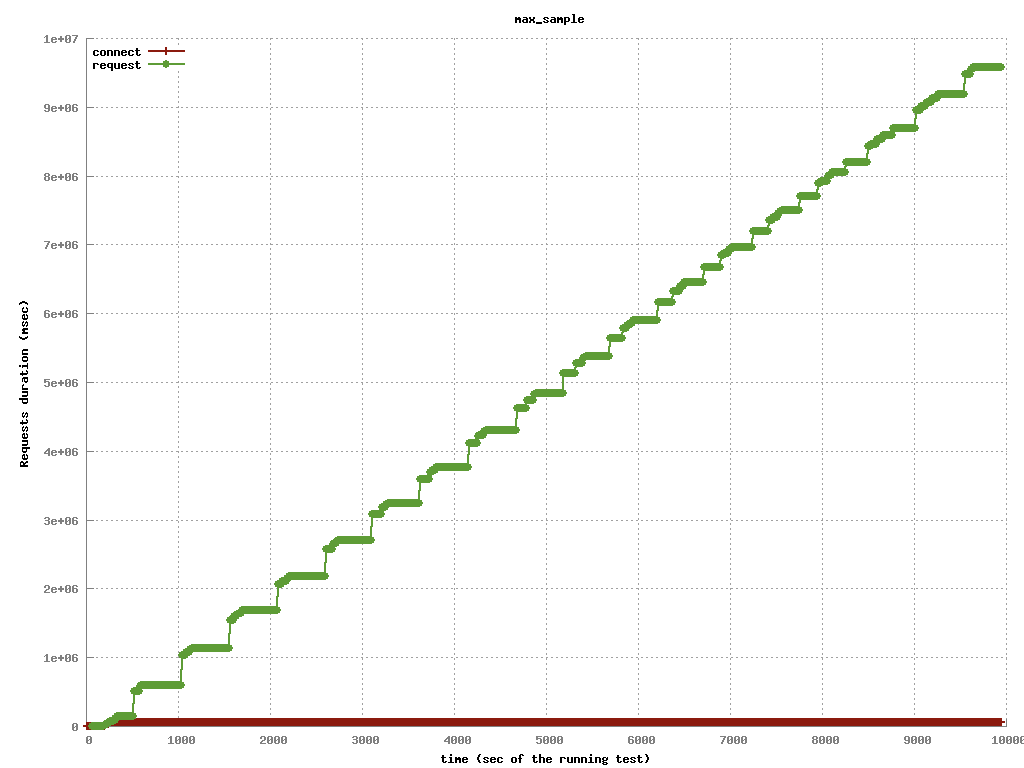 max_sample
connect
request
1e+07
9e+06
8e+06
7e+06
6e+06
5e+06
4e+06
3e+06
2e+06
1e+06
0
Requests duration (msec)
0 1000 2000 3000 4000 5000 6000 7000 8000 9000 10000
time (sec of the running test)